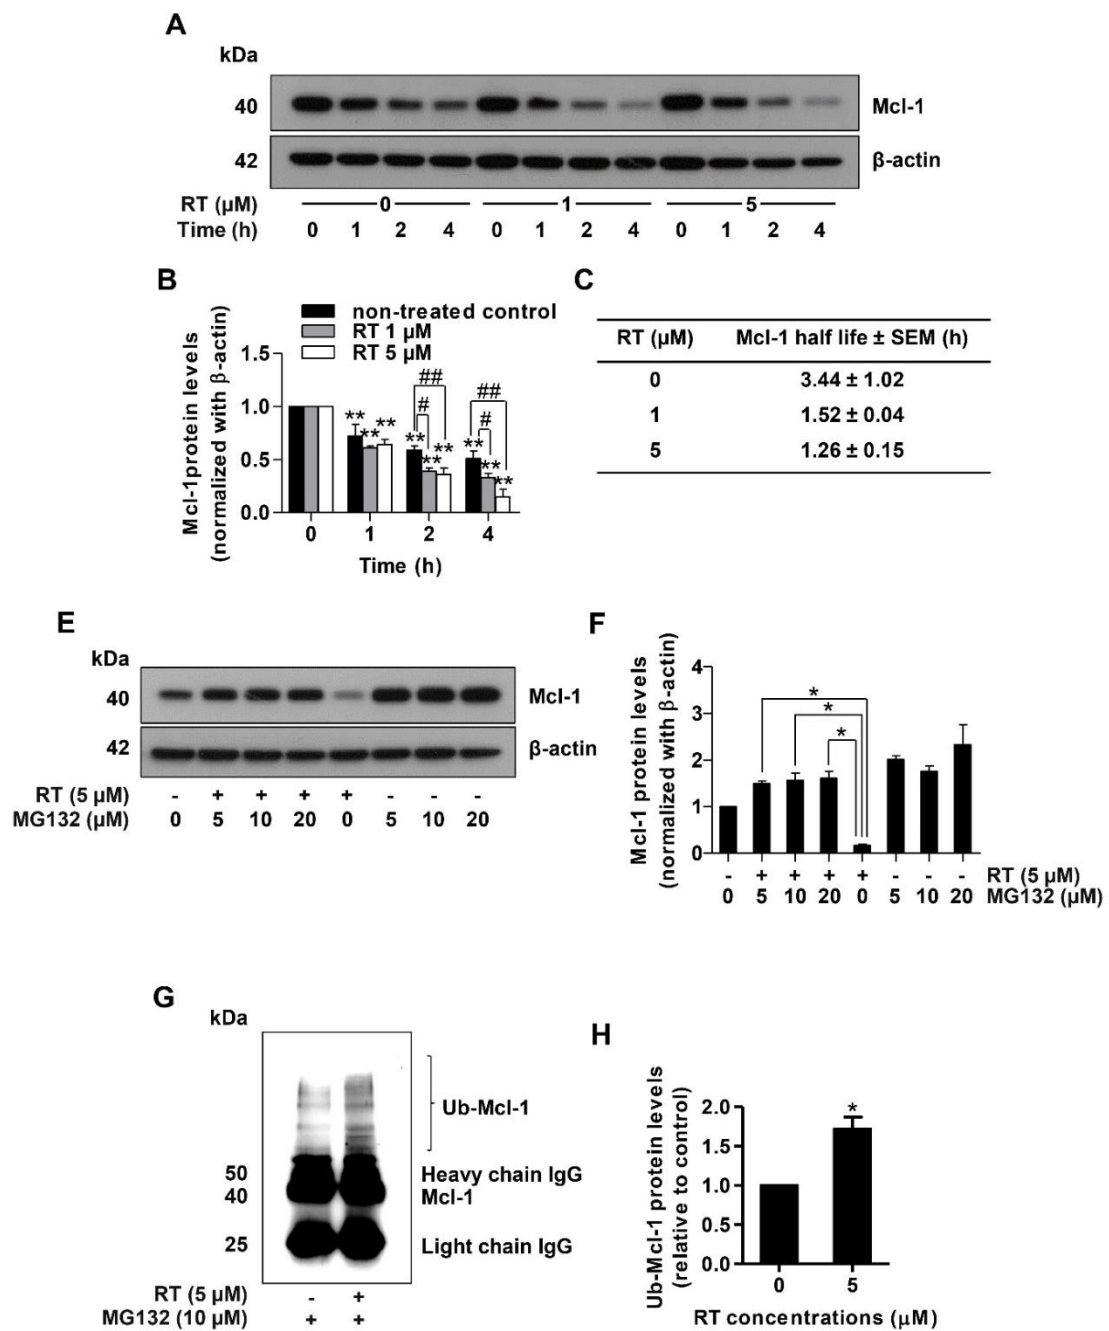 A
kDa
40
Mcl-1
42
β-actin
RT (µM)
0
1
5
Time (h)
0 1 2 4 0 1 2 4 0 1 2 4
B
non-treated control
RT 1 µM
RT 5 µM
Mcl-1protein levels
(normalized with β-actin)
1.5
1.0
0.5
0.0
** ** **
** ** **
** ** **
# ##
# ##
0 1 2 4
Time (h)
C
RT (µM) Mcl-1 half life ± SEM (h)
0 3.44 ± 1.02
1 1.52 ± 0.04
5 1.26 ± 0.15
E
kDa
40
Mcl-1
42
β-actin
RT (5 µM) - + + + + - - -
MG132 (µM) 0 5 10 20 0 5 10 20
F
Mcl-1 protein levels
(normalized with β-actin)
4
3
2
1
0
*
*
*
- + + + + - - - RT (5 µM)
0 5 10 20 0 5 10 20 MG132 (µM)
G
kDa
Ub-Mcl-1
50
Heavy chain IgG
40
Mcl-1
25
Light chain IgG
RT (5 µM) - +
MG132 (10 µM) + +
H
Ub-Mcl-1 protein levels
(relative to control)
2.0
1.5
1.0
0.5
0.0
*
0 5
RT concentrations (µM)